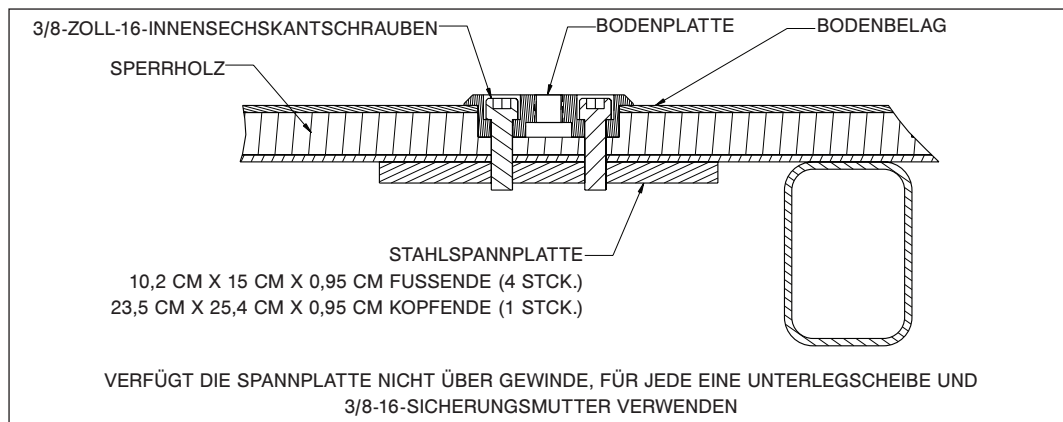 3/8-ZOLL-16-INNENSECHSKANTSCHRAUBEN
BODENPLATTE
BODENBELAG
SPERRHOLZ
STAHLSPANNPLATTE
10,2 CM X 15 CM X 0,95 CM FUSSENDE (4 STCK.)
23,5 CM X 25,4 CM X 0,95 CM KOPFENDE (1 STCK.)
VERFÜGT DIE SPANNPLATTE NICHT ÜBER GEWINDE, FÜR JEDE EINE UNTERLEGSCHEIBE UND
3/8-16-SICHERUNGSMUTTER VERWENDEN